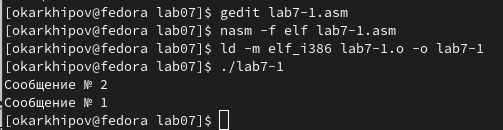 [okarkhipov@fedora lab07]$ gedit lab7-1.asm
[okarkhipov@fedora lab07]$ nasm -f elf lab7-1.asm
[okarkhipov@fedora lab07]$ ld -m elf_i386 lab7-1.o -o lab7-1
[okarkhipov@fedora lab07]$ ./lab7-1
Сообщение № 2
Сообщение № 1
[okarkhipov@fedora lab07]$